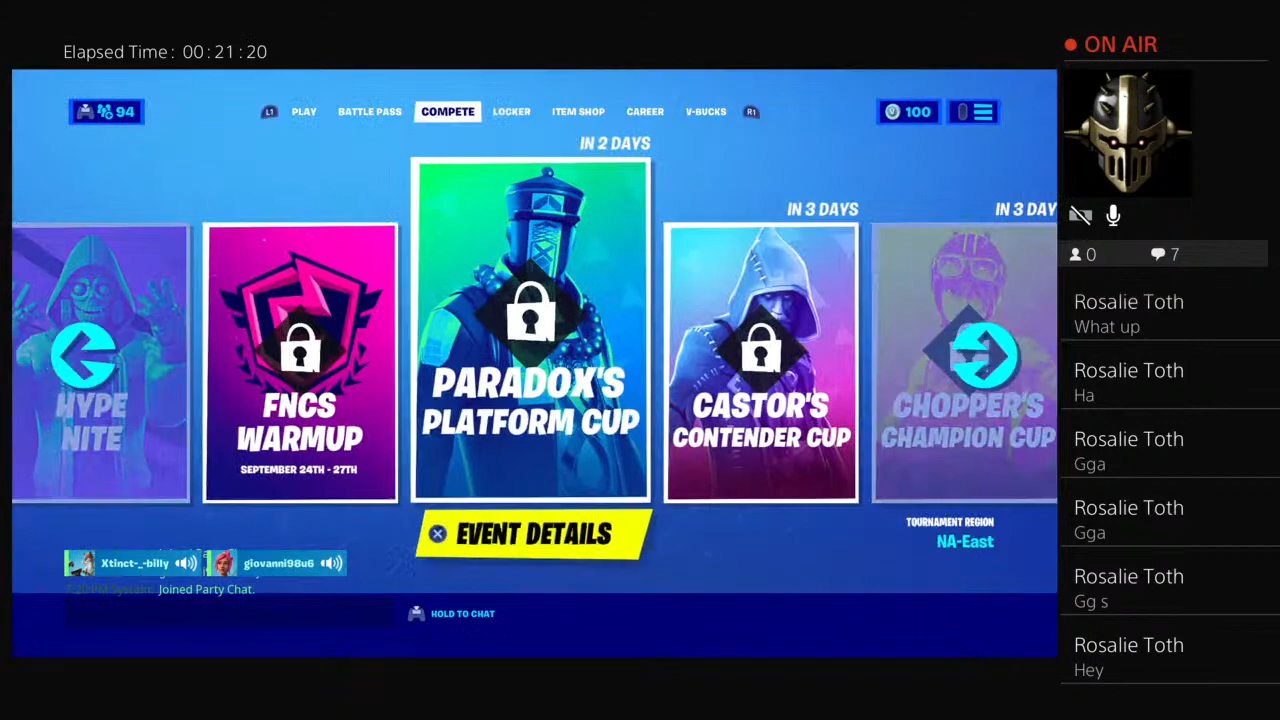 Elapsed Time: 00:21:20
ON AIR
94
L1 PLAY BATTLE PASS COMPETE LOCKER ITEM SHOP CAREER V-BUCKS R1
100
IN 2 DAYS
IN 3 DAYS
IN 3 DAY
HYPE
NITE
FNCS
WARMUP
SEPTEMBER 24TH - 27TH
PARADOX'S
PLATFORM CUP
CASTOR'S
CONTENDER CUP
CHOPPER'S
CHAMPION CUP
EVENT DETAILS
TOURNAMENT REGION
NA-East
Xtinct-_-billy
giovanni98u6
7:20 PM System: Joined Party Chat.
HOLD TO CHAT
0 7
Rosalie Toth
What up
Rosalie Toth
Ha
Rosalie Toth
Gga
Rosalie Toth
Gga
Rosalie Toth
Gg s
Rosalie Toth
Hey